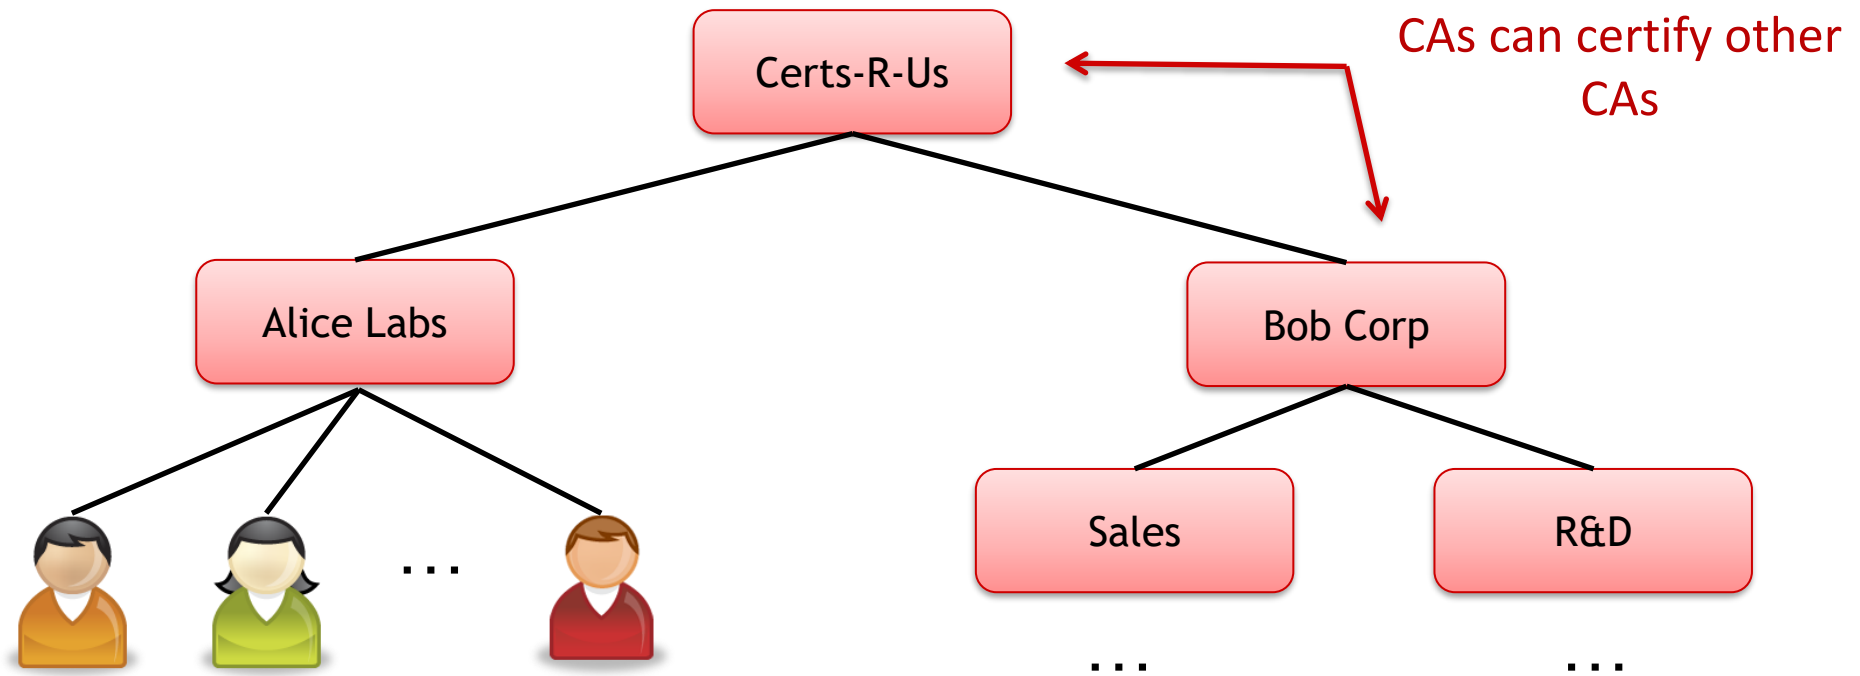 CAs can certify other
CAs
Certs-R-Us
Alice Labs
Bob Corp
Sales
R&D
...
...
...